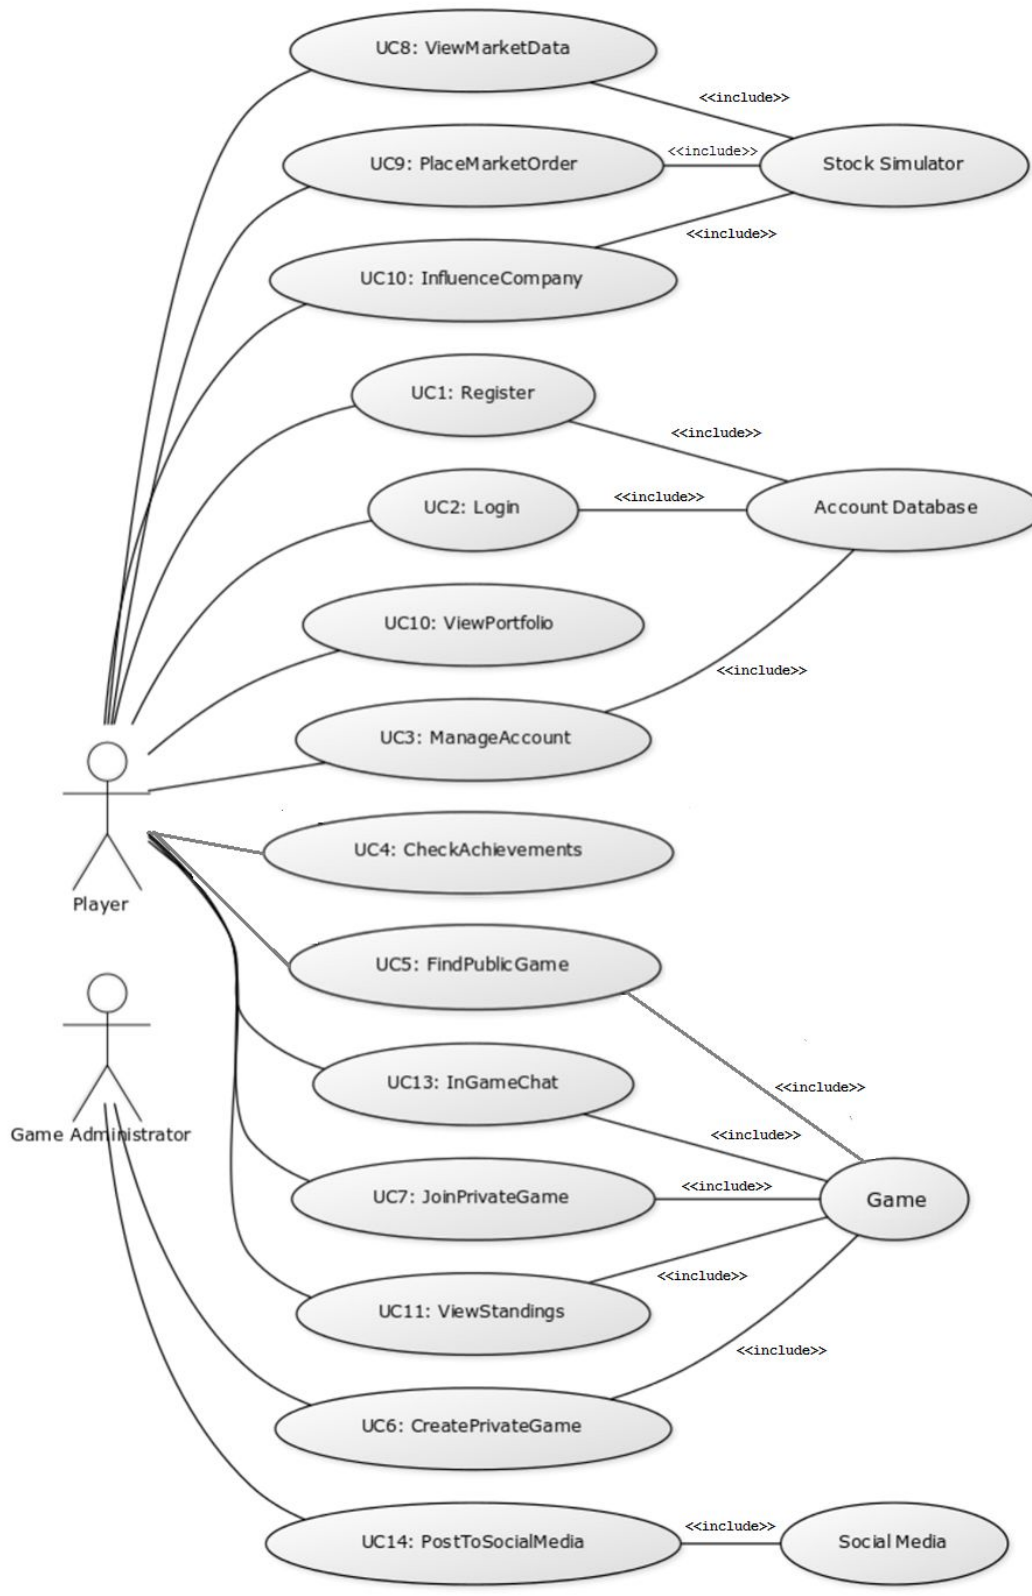 UC8: ViewMarketData
<<include>>
UC9: PlaceMarketOrder
<<include>>
Stock Simulator
<<include>>
UC10: InfluenceCompany
UC1: Register
<<include>>
UC2: Login
<<include>>
Account Database
UC10: ViewPortfolio
<<include>>
UC3: ManageAccount
UC4: CheckAchievements
Player
UC5: FindPublicGame
UC13: InGameChat
<<include>>
Game Administrator
<<include>>
UC7: JoinPrivateGame
<<include>>
Game
<<include>>
UC11: ViewStandings
<<include>>
UC6: CreatePrivateGame
<<include>>
UC14: PostToSocialMedia
Social Media